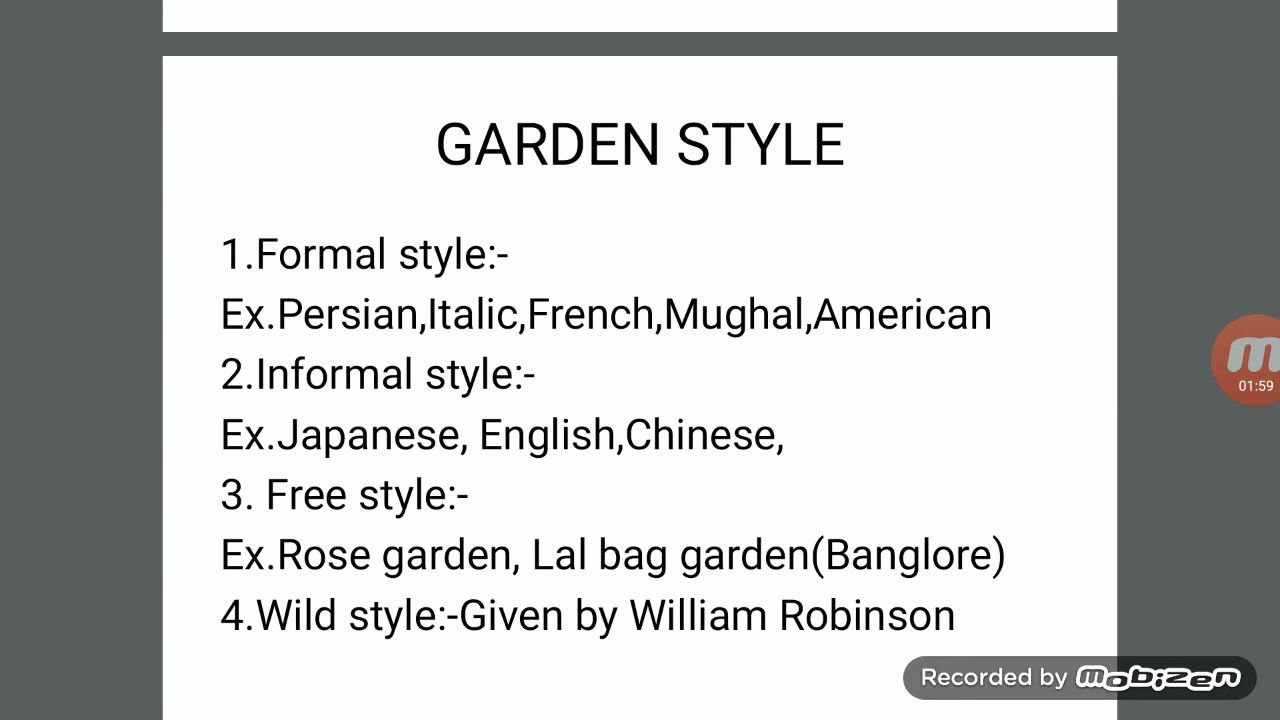 GARDEN STYLE
1.Formal style:-
Ex.Persian,Italic,French,Mughal,American
2.Informal style:-
Ex.Japanese, English,Chinese,
3. Free style:-
Ex.Rose garden, Lal bag garden(Banglore)
4.Wild style:-Given by William Robinson
01:59
Recorded by mobizen